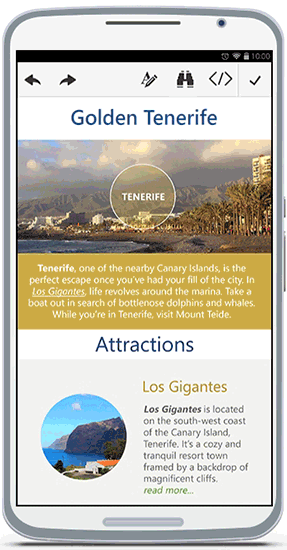 10:00
</>
Golden Tenerife
TENERIFE
Tenerife, one of the nearby Canary Islands, is the
perfect escape once you've had your fill of the city. In
Los Gigantes, life revolves around the marina. Take a
boat out in search of bottlenose dolphins and whales.
While you're in Tenerife, visit Mount Teide.
Attractions
Los Gigantes
Los Gigantes is located
on the south-west coast
of the Canary Island,
Tenerife. It's a cozy and
tranquil resort town
framed by a backdrop of
magnificent cliffs.
read more...